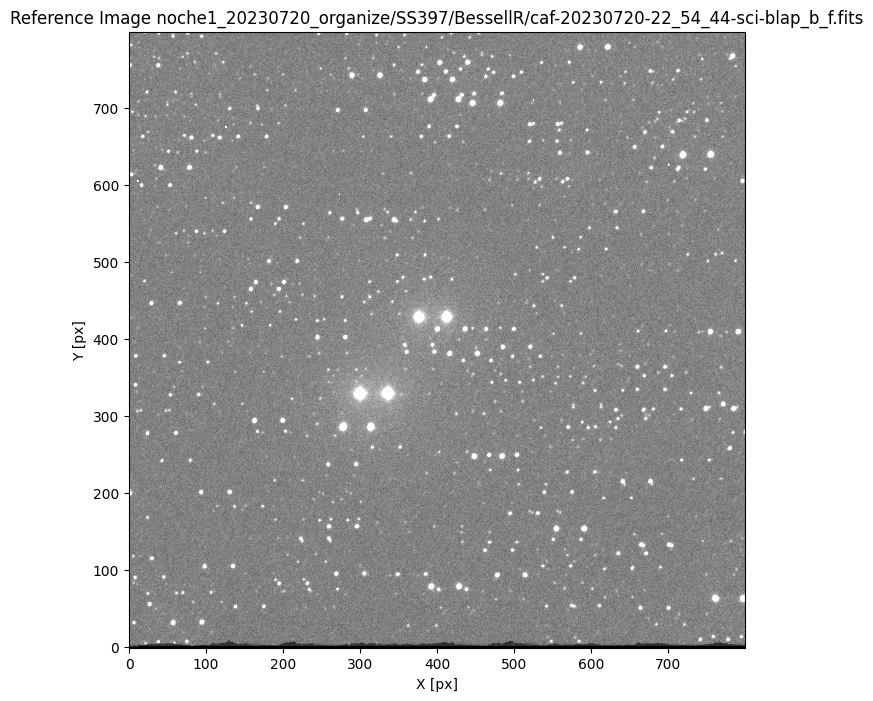 Reference Image noche1_20230720_organize/SS397/BessellR/caf-20230720-22_54_44-sci-blap_b_f.fits
Y [px]
700
600
500
400
300
200
100
0
0 100 200 300 400 500 600 700
X [px]